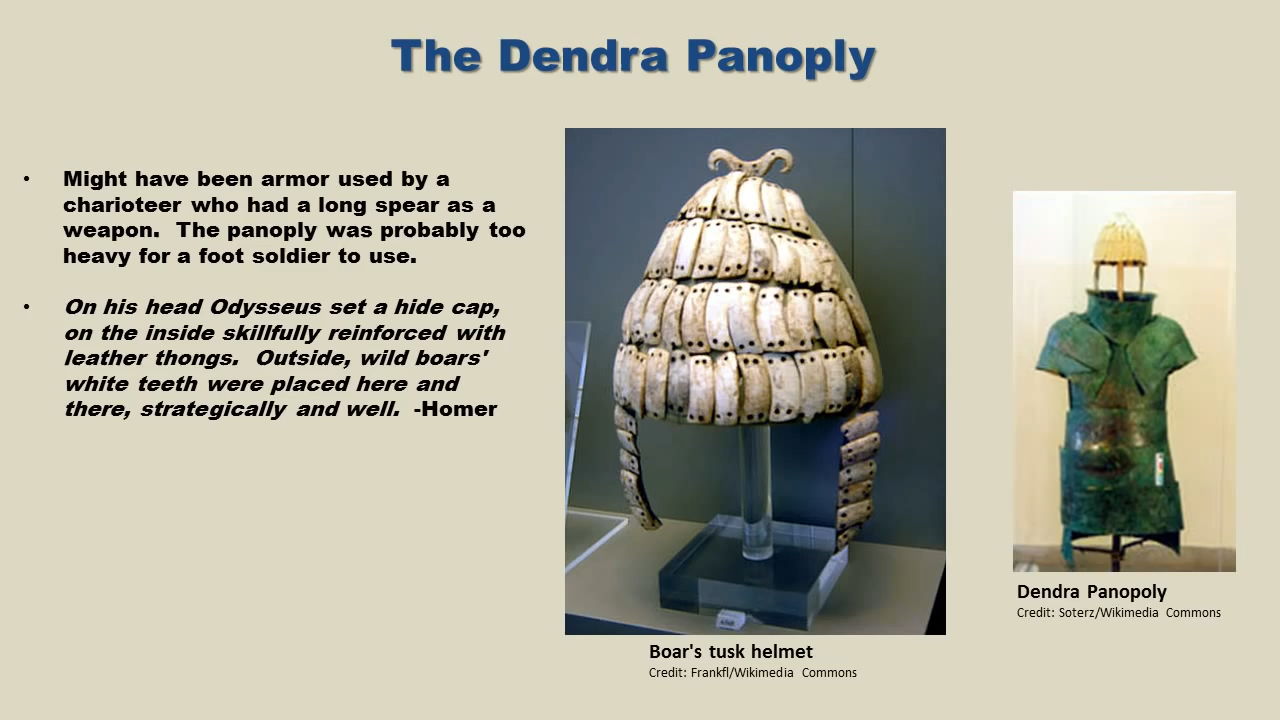 The Dendra Panoply
• Might have been armor used by a
charioteer who had a long spear as a
weapon.  The panoply was probably too
heavy for a foot soldier to use.
• On his head Odysseus set a hide cap,
on the inside skillfully reinforced with
leather thongs.  Outside, wild boars'
white teeth were placed here and
there, strategically and well.  -Homer
Boar's tusk helmet
Credit: Frankfl/Wikimedia Commons
Dendra Panopoly
Credit: Soterz/Wikimedia Commons